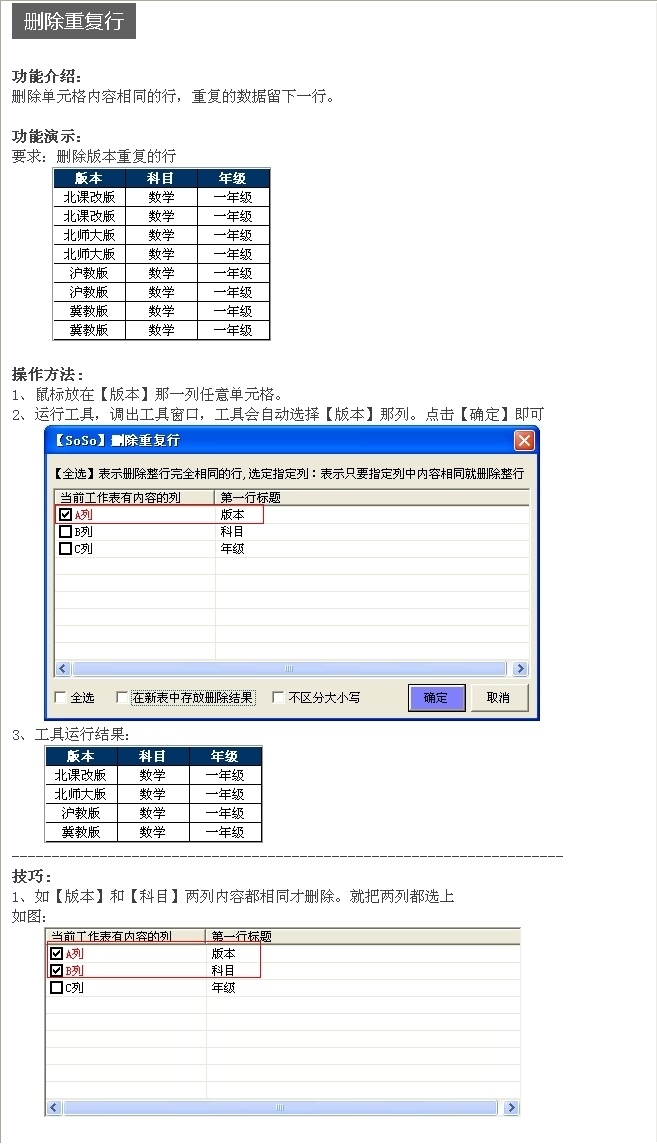 删除重复行
功能介绍:
删除单元格内容相同的行，重复的数据留下一行。
功能演示:
要求: 删除版本重复的行
版本 科目 年级
北课改版 数学 一年级
北课改版 数学 一年级
北师大版 数学 一年级
北师大版 数学 一年级
沪教版 数学 一年级
沪教版 数学 一年级
冀教版 数学 一年级
冀教版 数学 一年级
操作方法:
1、鼠标放在【版本】那一列任意单元格。
2、运行工具，调出工具窗口，工具会自动选择【版本】那列。点击【确定】即可
【SoSo】删除重复行
【全选】表示删除整行完全相同的行,选定指定列：表示只要指定列中内容相同就删除整行
当前工作表有内容的列 第一行标题
A列 版本
B列 科目
C列 年级
全选 在新表中存放删除结果 不区分大小写 确定 取消
3、工具运行结果:
版本 科目 年级
北课改版 数学 一年级
北师大版 数学 一年级
沪教版 数学 一年级
冀教版 数学 一年级
技巧:
1、如【版本】和【科目】两列内容都相同才删除。就把两列都选上
如图:
当前工作表有内容的列 第一行标题
A列 版本
B列 科目
C列 年级